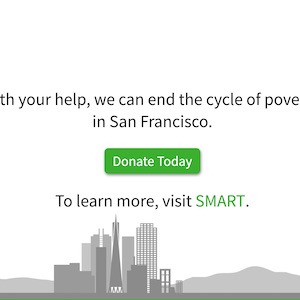 th your help, we can end the cycle of pove
in San Francisco.
Donate Today
To learn more, visit SMART.